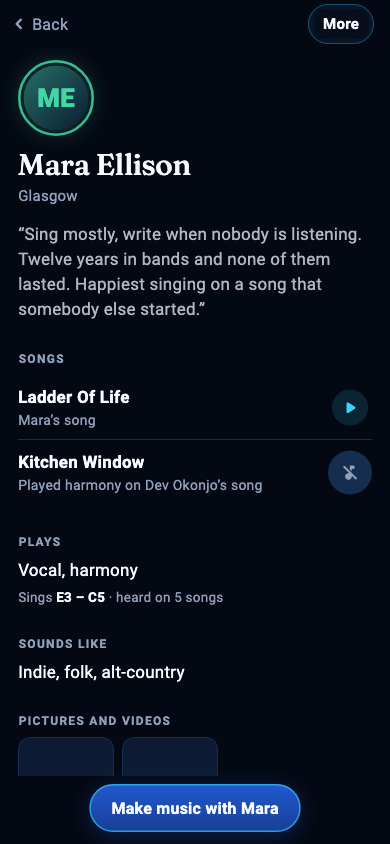 Back
More
ME
Mara Ellison
Glasgow
“Sing mostly, write when nobody is listening.
Twelve years in bands and none of them
lasted. Happiest singing on a song that
somebody else started.”
SONGS
Ladder Of Life
Mara’s song
Kitchen Window
Played harmony on Dev Okonjo’s song
PLAYS
Vocal, harmony
Sings E3 – C5 · heard on 5 songs
SOUNDS LIKE
Indie, folk, alt-country
PICTURES AND VIDEOS
Make music with Mara